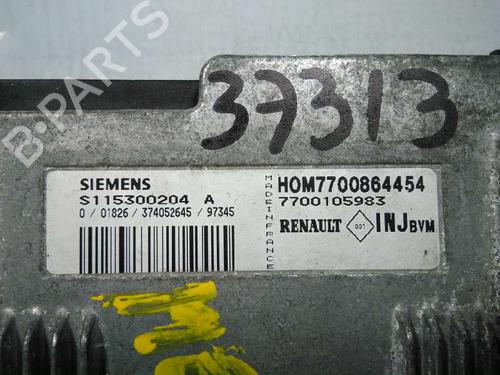 37313
SIEMENS
S115300204 A
0 / 01826 / 374052645 / 97345
MADE IN FRANCE
HOM7700864454
7700105983
RENAULT 001 INJ BVM
B-PARTS